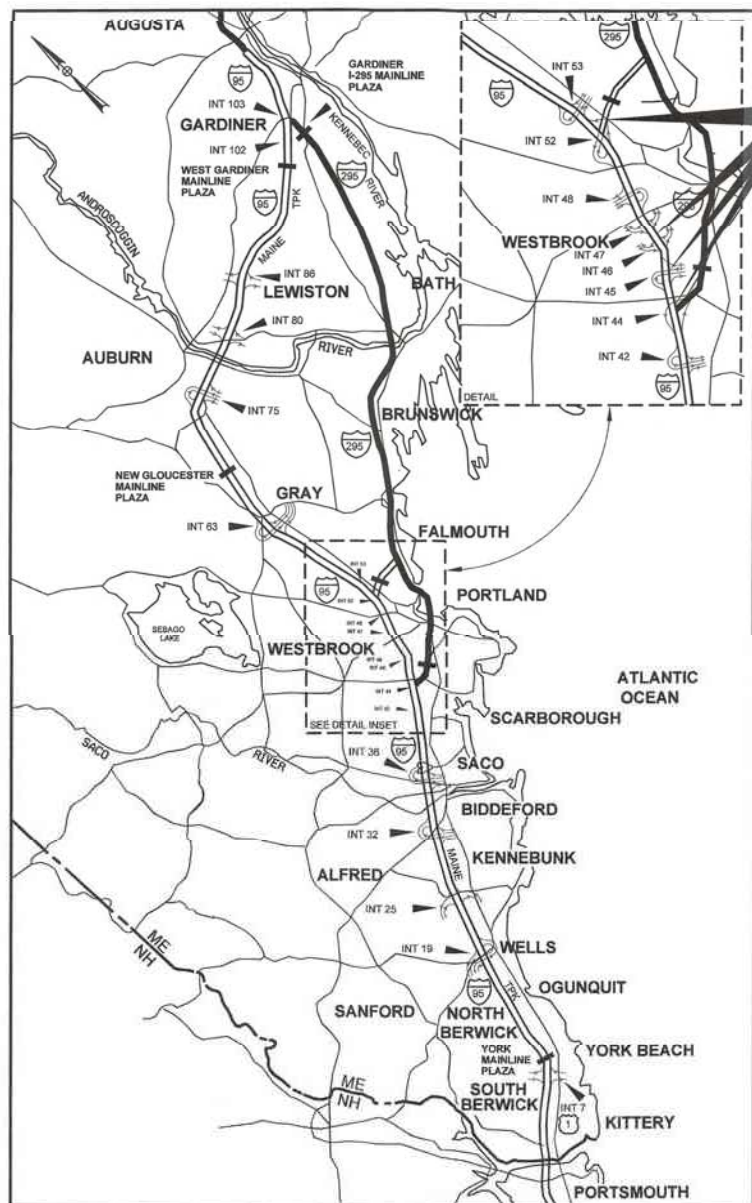 AUGUSTA
95
GARDINER
I-295 MAINLINE
PLAZA
INT 103
GARDINER
INT 102
WEST GARDINER
MAINLINE
PLAZA
KENNEBEC
RIVER
295
95
TPK
MAINE
ANDROSCOGGIN
INT 86
LEWISTON
BATH
INT 80
RIVER
AUBURN
INT 75
BRUNSWICK
295
NEW GLOUCESTER
MAINLINE
PLAZA
GRAY
INT 63
FALMOUTH
95
PORTLAND
SEBAGO
LAKE
WESTBROOK
ATLANTIC
OCEAN
SEE DETAIL INSET
SCARBOROUGH
SACO
RIVER
INT 36
95
SACO
BIDDEFORD
INT 32
MAINE
KENNEBUNK
ALFRED
INT 25
INT 19
WELLS
95
TPK
OGUNQUIT
SANFORD
NORTH
BERWICK
YORK
MAINLINE
PLAZA
YORK BEACH
SOUTH
BERWICK
INT 7
1
KITTERY
ME
NH
ME
NH
PORTSMOUTH
INT 53
95
INT 52
INT 48
295
WESTBROOK
INT 47
INT 46
INT 45
INT 44
INT 42
95
DETAIL